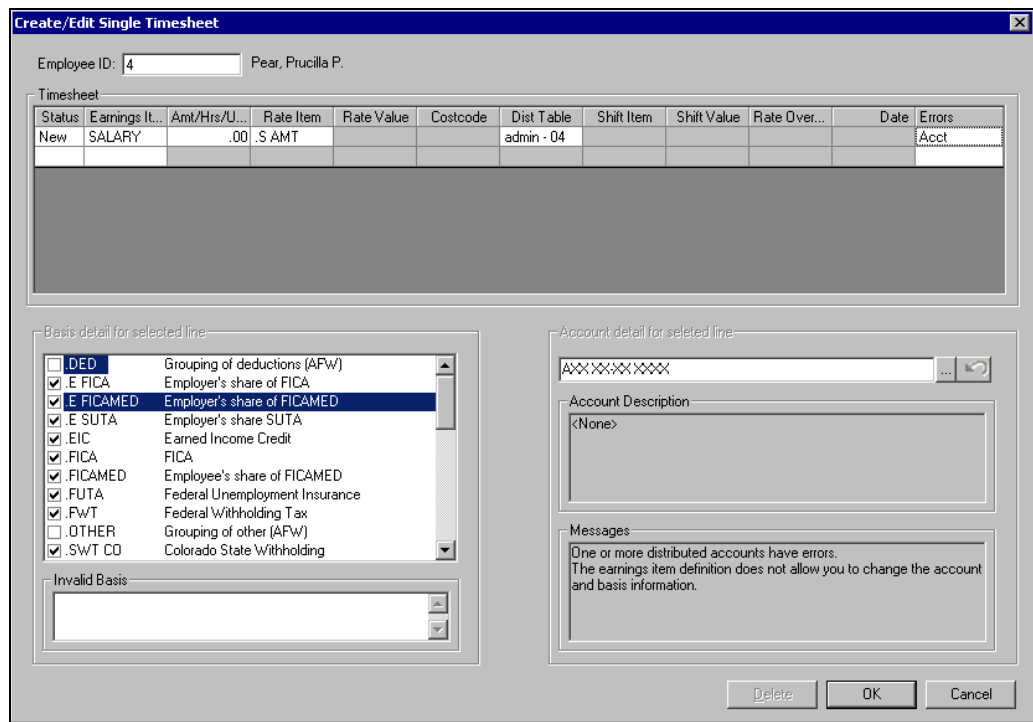 Create/Edit Single Timesheet
Employee ID: 4 Pear, Prucilla P.
Timesheet
Status Earnings It... Amt/Hrs/U... Rate Item Rate Value Costcode Dist Table Shift Item Shift Value Rate Over... Date Errors
New SALARY .00 .S AMT admin - 04 Acct
Basis detail for selected line
.DED Grouping of deductions (AFW)
.E FICA Employer's share of FICA
.E FICAMED Employer's share of FICAMED
.E SUTA Employer's share SUTA
.EIC Earned Income Credit
.FICA FICA
.FICAMED Employee's share of FICAMED
.FUTA Federal Unemployment Insurance
.FWT Federal Withholding Tax
.OTHER Grouping of other (AFW)
.SWT CO Colorado State Withholding
Invalid Basis
Account detail for seleted line
AXX XX-XX XXXX
...
Account Description
<None>
Messages
One or more distributed accounts have errors.
The earnings item definition does not allow you to change the account
and basis information.
Delete OK Cancel